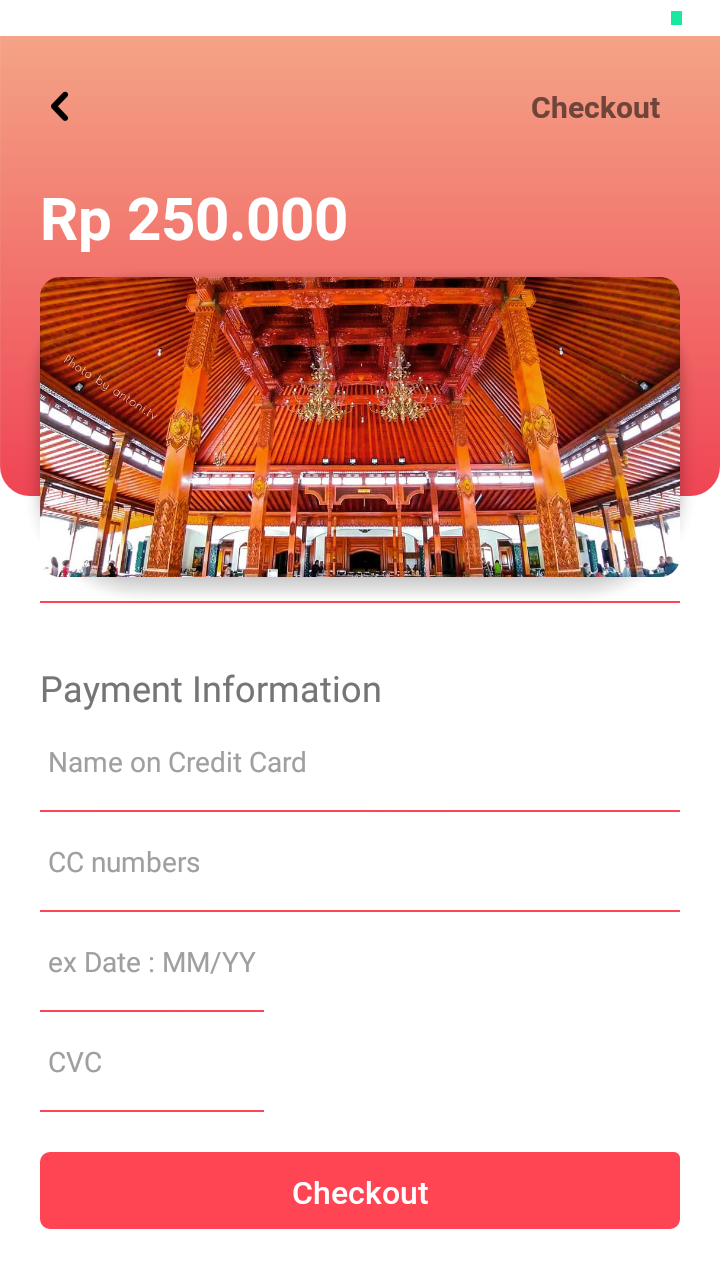 Checkout
Rp 250.000
Photo by antoni.tv
Payment Information
Name on Credit Card
CC numbers
ex Date : MM/YY
CVC
Checkout